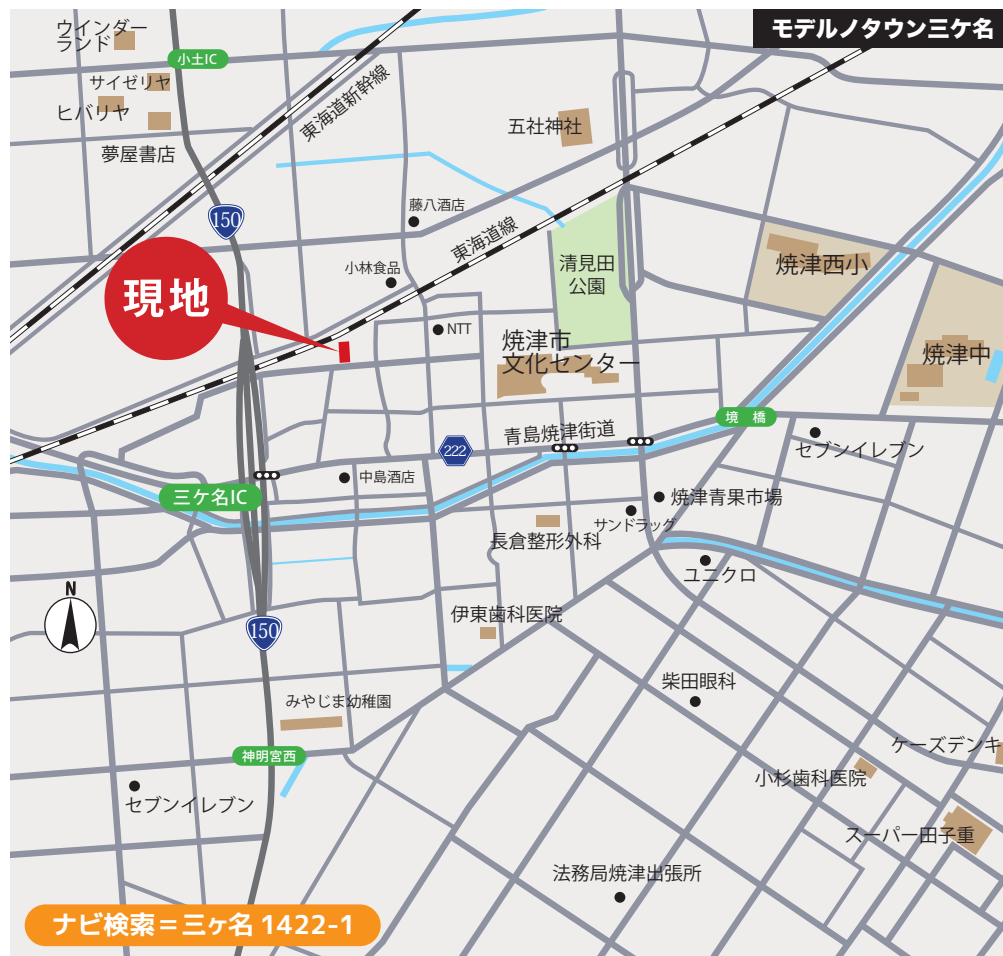 モデルノタウン三ケ名
ウインダー
ランド
小土IC
サイゼリヤ
ヒバリヤ
夢屋書店
東海道新幹線
五社神社
150
藤八酒店
東海道線
小林食品
清見田
公園
焼津西小
現地
NTT
焼津市
文化センター
焼津中
境橋
青島焼津街道
222
セブンイレブン
中島酒店
三ケ名IC
焼津青果市場
サンドラッグ
長倉整形外科
ユニクロ
N
伊東歯科医院
150
柴田眼科
みやじま幼稚園
神明宮西
ケーズデンキ
小杉歯科医院
セブンイレブン
スーパー田子重
法務局焼津出張所
ナビ検索=三ヶ名 1422-1